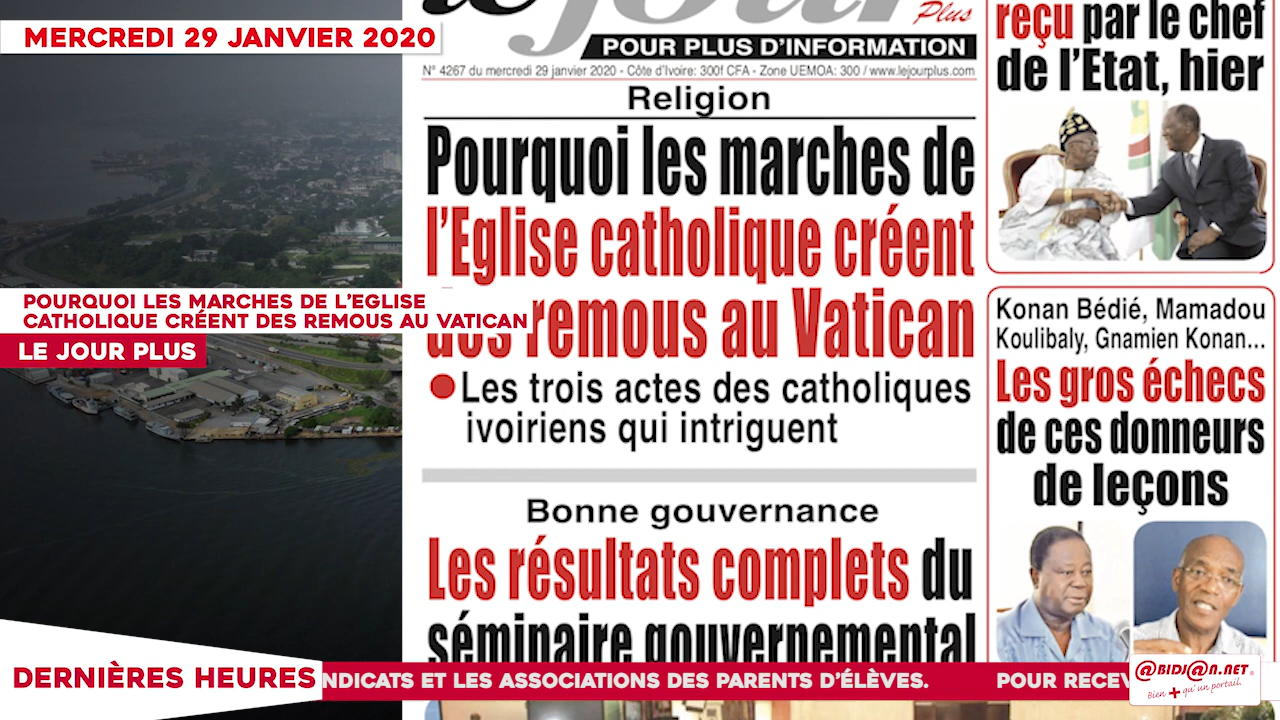 MERCREDI 29 JANVIER 2020
le Jour
Plus
POUR PLUS D'INFORMATION
N° 4267 du mercredi 29 janvier 2020 - Côte d'Ivoire: 300f CFA - Zone UEMOA: 300 / www.lejourplus.com
Religion
Pourquoi les marches de
l'Eglise catholique créent
des remous au Vatican
Les trois actes des catholiques
ivoiriens qui intriguent
Bonne gouvernance
Les résultats complets du
séminaire gouvernemental
reçu par le chef
de l'Etat, hier
Konan Bédié, Mamadou
Koulibaly, Gnamien Konan...
Les gros échecs
de ces donneurs
de leçons
POURQUOI LES MARCHES DE L'EGLISE
CATHOLIQUE CRÉENT DES REMOUS AU VATICAN
LE JOUR PLUS
DERNIÈRES HEURES
NDICATS ET LES ASSOCIATIONS DES PARENTS D'ÉLÈVES. POUR RECEV
@BIDJ@N.NET
Bien + qu'un portail.